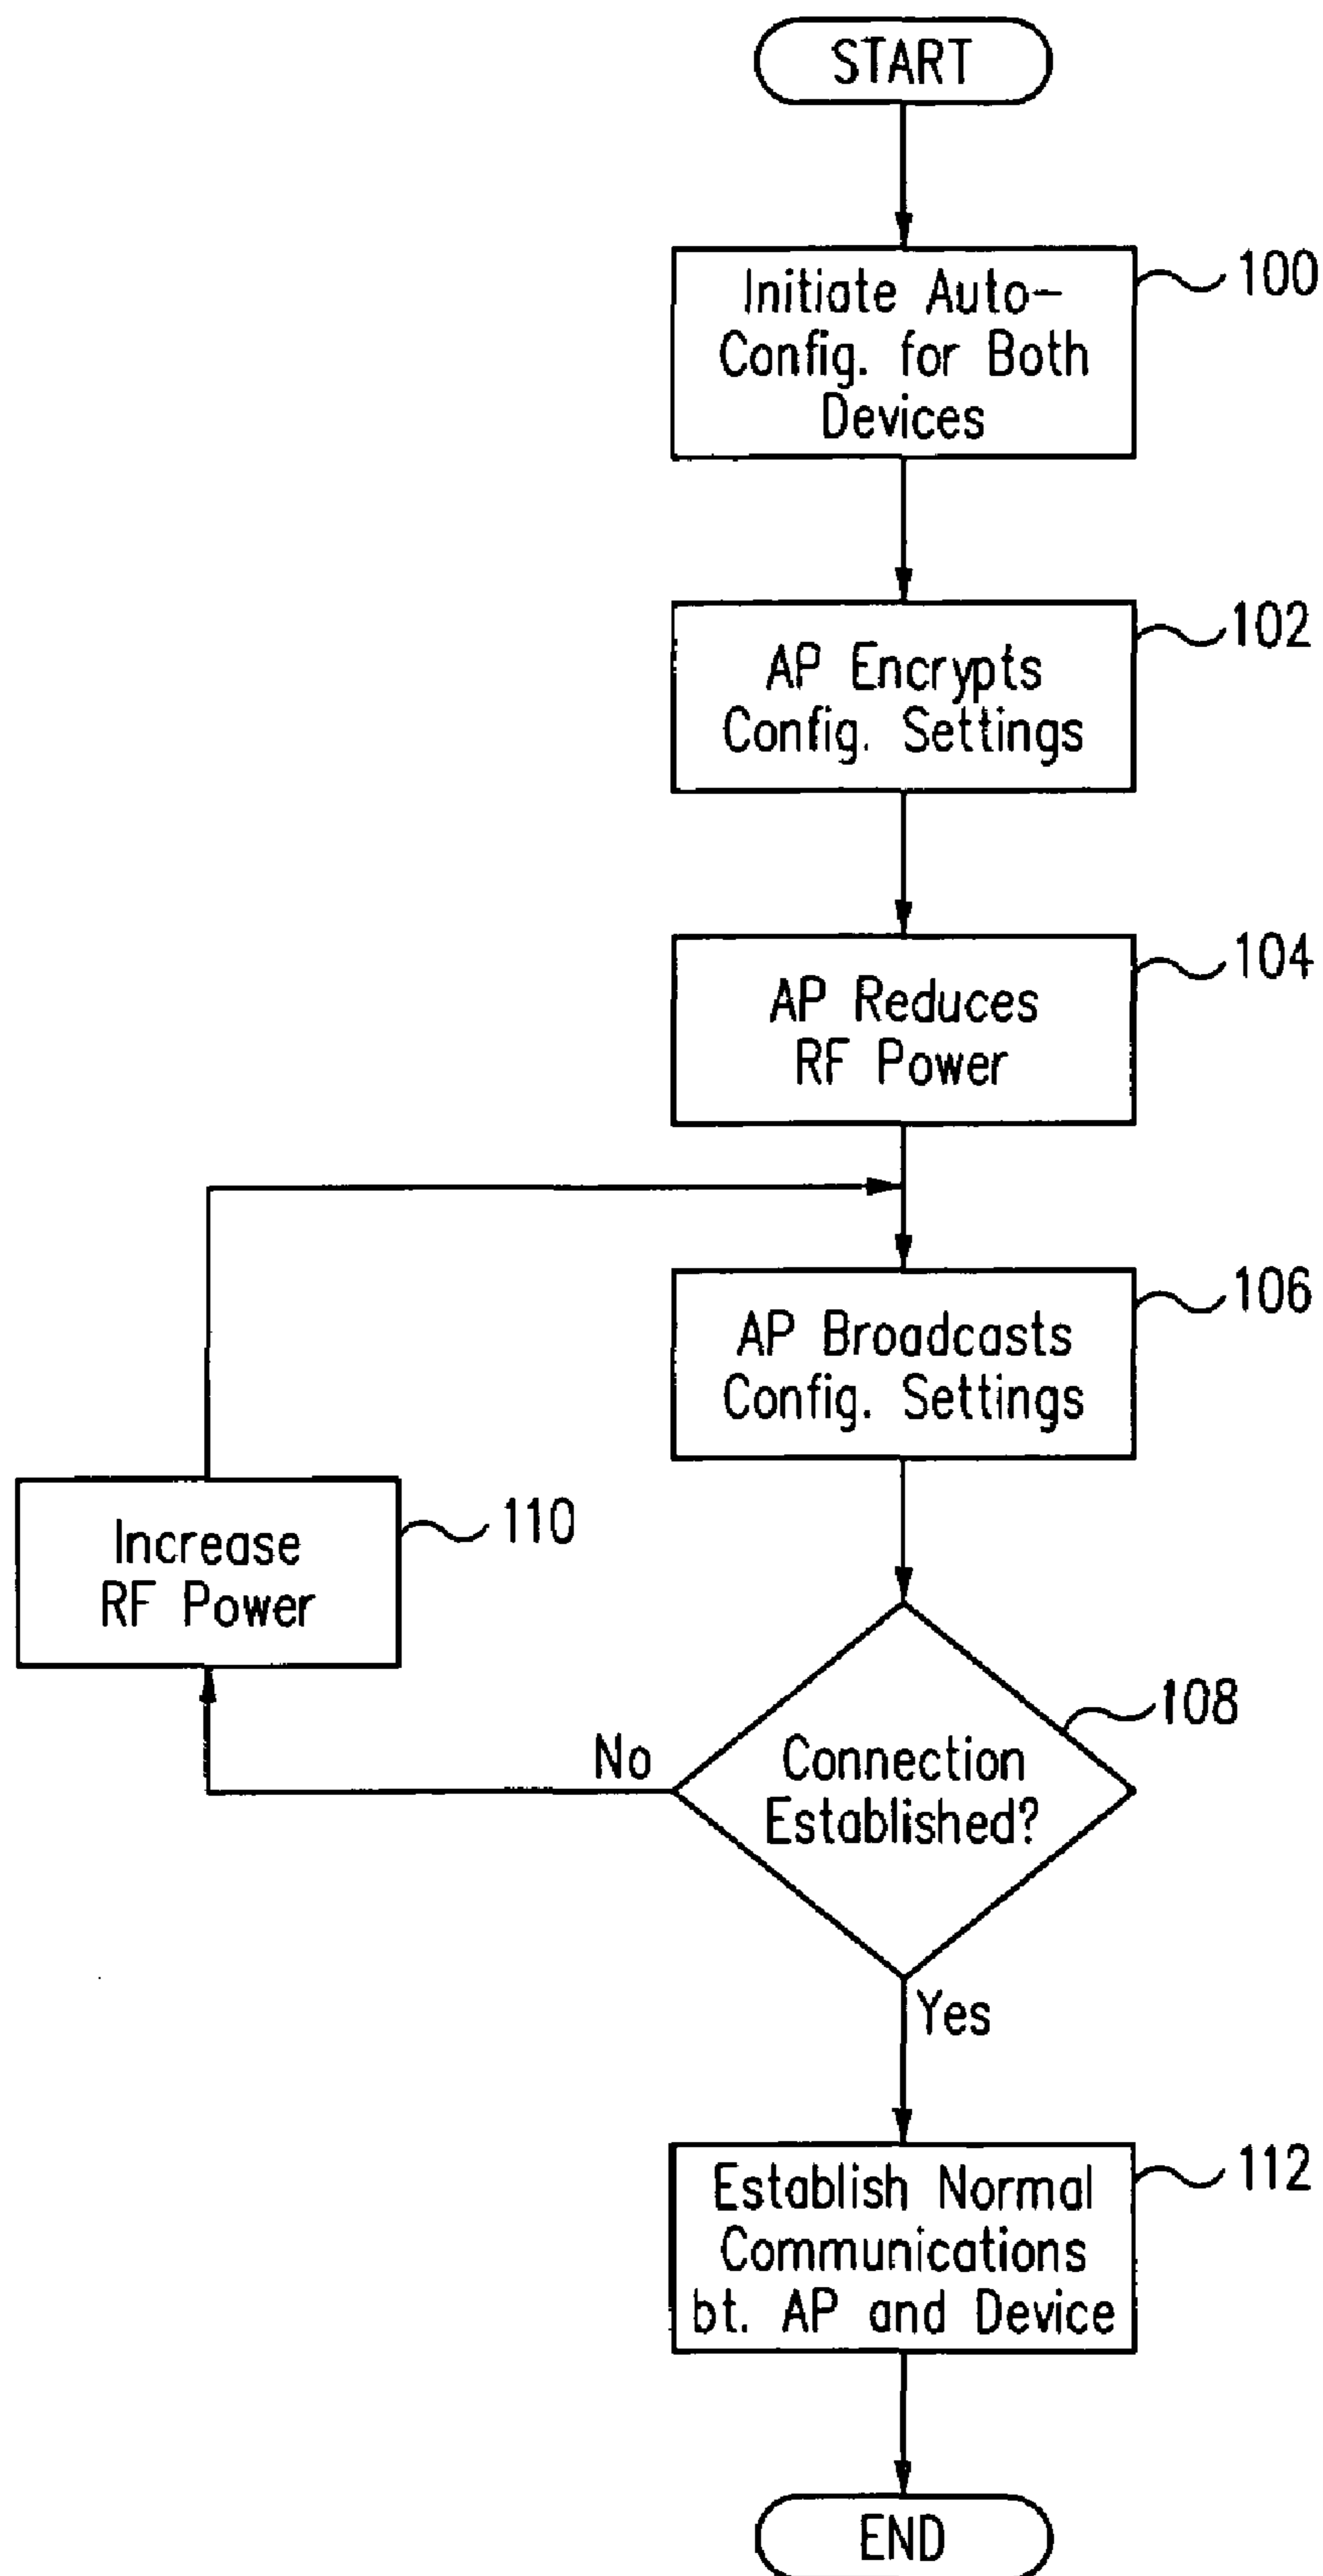 START
Initiate Auto-
Config. for Both
Devices
100
AP Encrypts
Config. Settings
102
AP Reduces
RF Power
104
AP Broadcasts
Config. Settings
106
Increase
RF Power
110
Connection
Established?
108
No
Yes
Establish Normal
Communications
bt. AP and Device
112
END